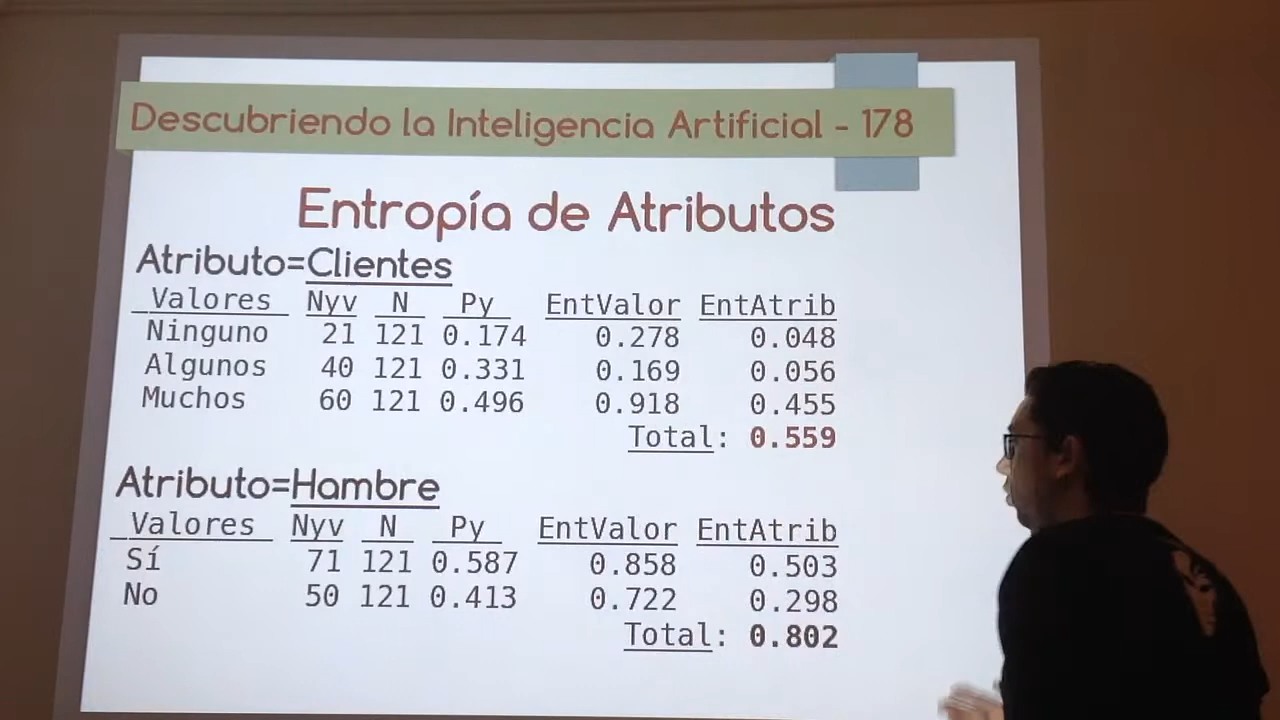 Descubriendo la Inteligencia Artificial - 178
Entropía de Atributos
Atributo=Clientes
Valores Nyv N Py EntValor EntAtrib
Ninguno 21 121 0.174 0.278 0.048
Algunos 40 121 0.331 0.169 0.056
Muchos 60 121 0.496 0.918 0.455
Total: 0.559
Atributo=Hambre
Valores Nyv N Py EntValor EntAtrib
Sí 71 121 0.587 0.858 0.503
No 50 121 0.413 0.722 0.298
Total: 0.802